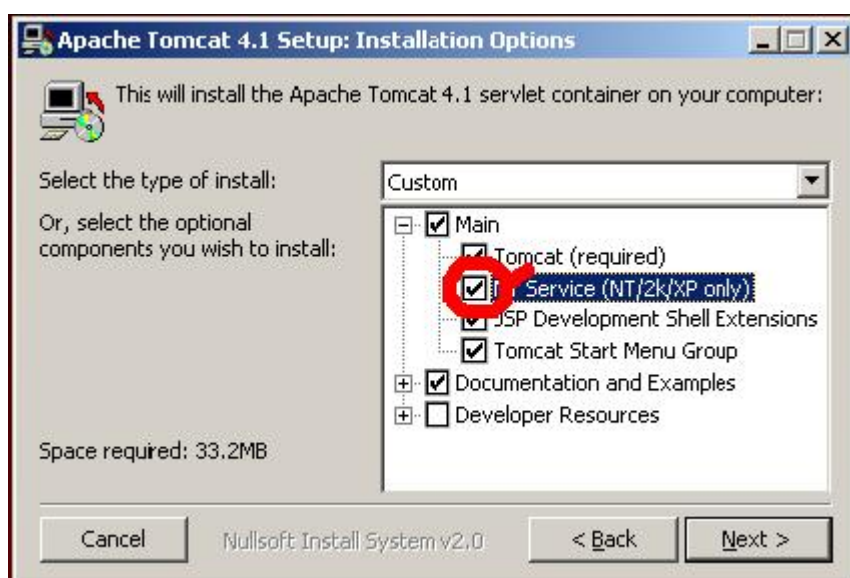 Apache Tomcat 4.1 Setup: Installation Options
This will install the Apache Tomcat 4.1 servlet container on your computer:
Select the type of install:
Custom
Or, select the optional
components you wish to install:
Main
Tomcat (required)
Service (NT/2k/XP only)
JSP Development Shell Extensions
Tomcat Start Menu Group
Documentation and Examples
Developer Resources
Space required: 33.2MB
Cancel
Nullsoft Install System v2.0
< Back
Next >